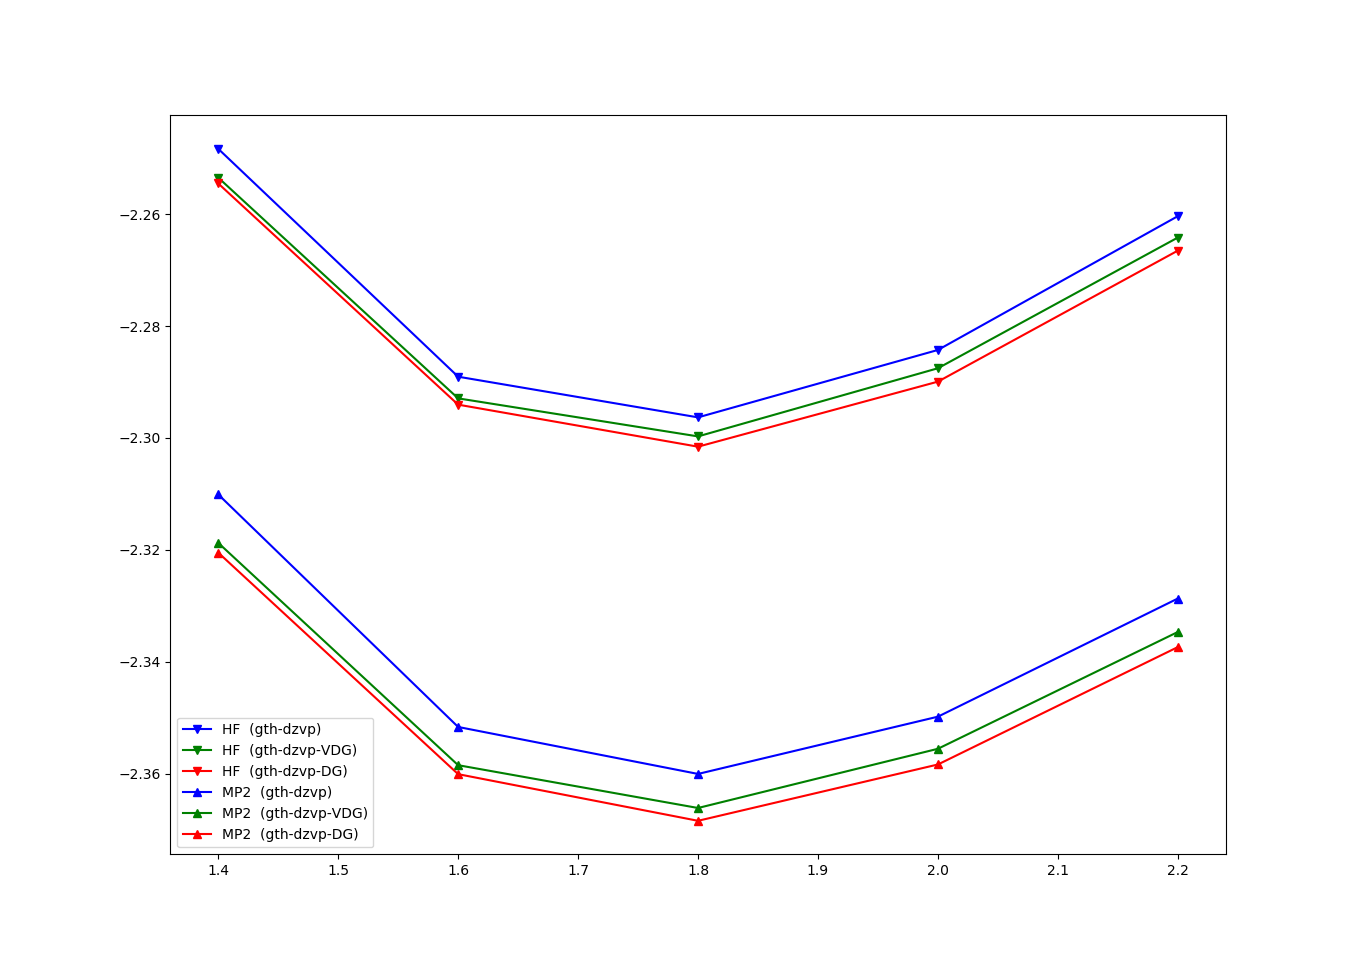 −2.26
−2.28
−2.30
−2.32
−2.34
−2.36
HF (gth-dzvp)
HF (gth-dzvp-VDG)
HF (gth-dzvp-DG)
MP2 (gth-dzvp)
MP2 (gth-dzvp-VDG)
MP2 (gth-dzvp-DG)
1.4 1.5 1.6 1.7 1.8 1.9 2.0 2.1 2.2